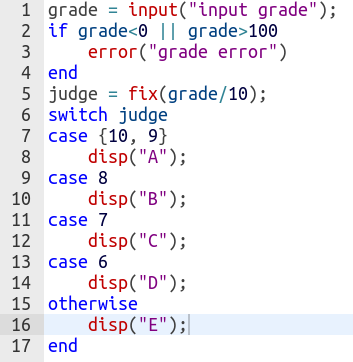 1 grade = input("input grade");
2 if grade<0 || grade>100
3     error("grade error")
4 end
5 judge = fix(grade/10);
6 switch judge
7 case {10, 9}
8     disp("A");
9 case 8
10     disp("B");
11 case 7
12     disp("C");
13 case 6
14     disp("D");
15 otherwise
16     disp("E");
17 end